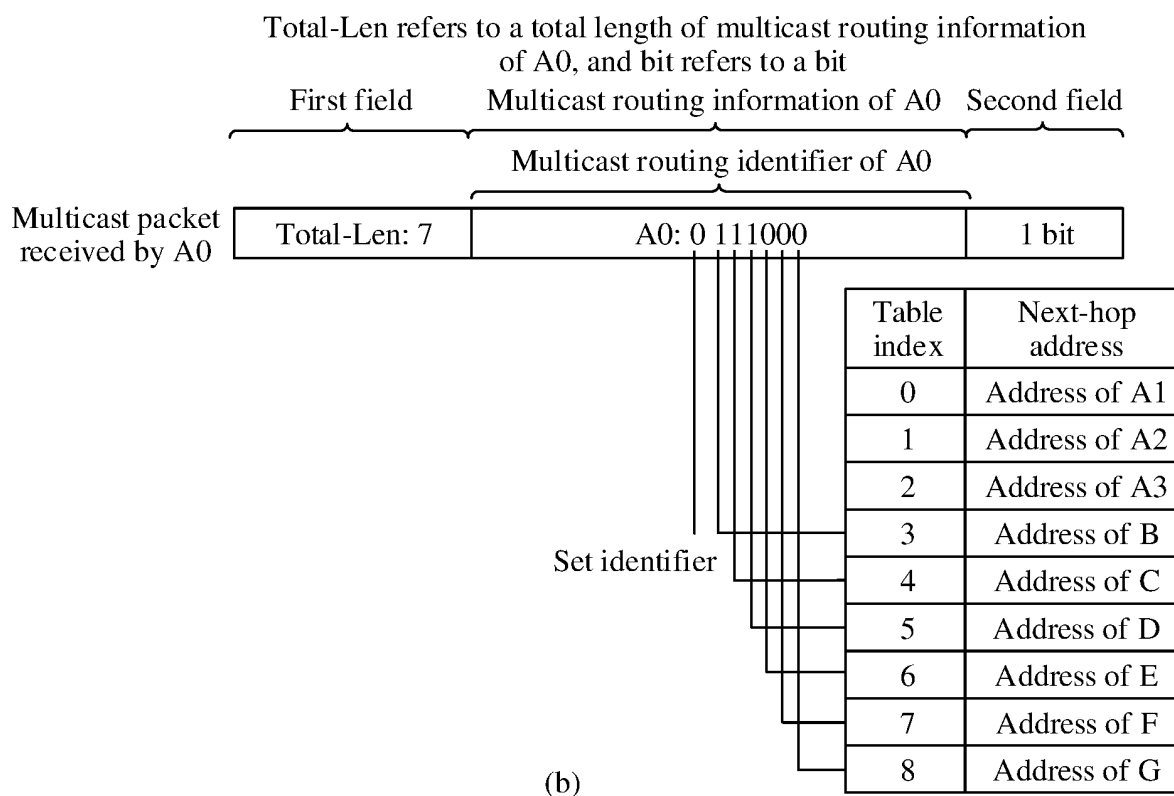 Total-Len refers to a total length of multicast routing information
of A0, and bit refers to a bit
First field
Multicast routing information of A0
Second field
Multicast routing identifier of A0
Multicast packet
received by A0
Total-Len: 7
A0: 0 111000
1 bit
Table
index
Next-hop
address
0
Address of A1
1
Address of A2
2
Address of A3
3
Address of B
Set identifier
4
Address of C
5
Address of D
6
Address of E
7
Address of F
8
Address of G
(b)